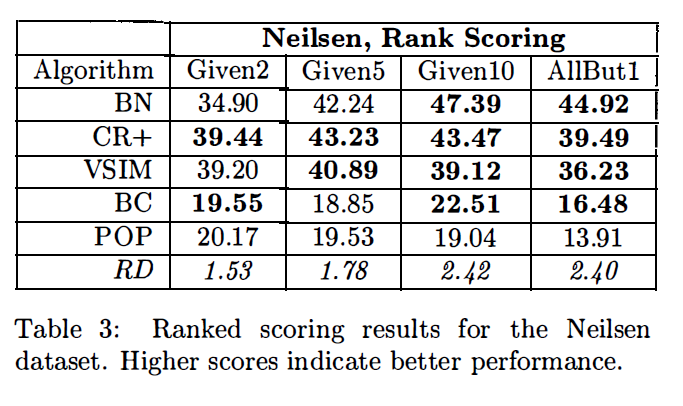 Neilsen, Rank Scoring
Algorithm Given2 Given5 Given10 AllBut1
BN 34.90 42.24 47.39 44.92
CR+ 39.44 43.23 43.47 39.49
VSIM 39.20 40.89 39.12 36.23
BC 19.55 18.85 22.51 16.48
POP 20.17 19.53 19.04 13.91
RD 1.53 1.78 2.42 2.40
Table 3: Ranked scoring results for the Neilsen
dataset. Higher scores indicate better performance.